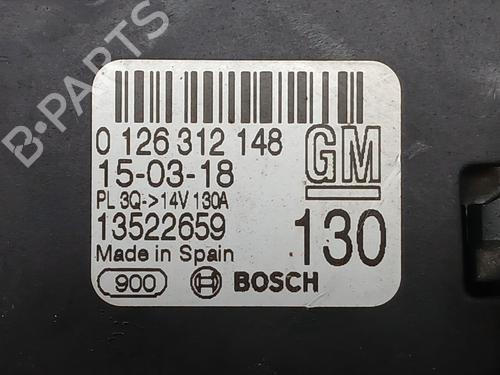 0 126 312 148
GM
15-03-18
PL 3Q->14V 130A
13522659
130
Made in Spain
900 BOSCH
B-PARTS